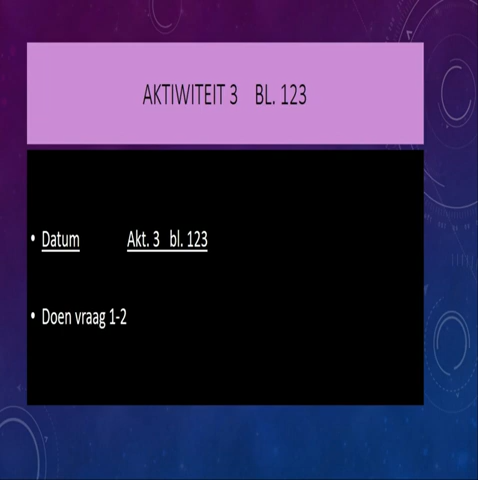 AKTIWITEIT 3 BL. 123
• Datum Akt. 3 bl. 123
• Doen vraag 1-2